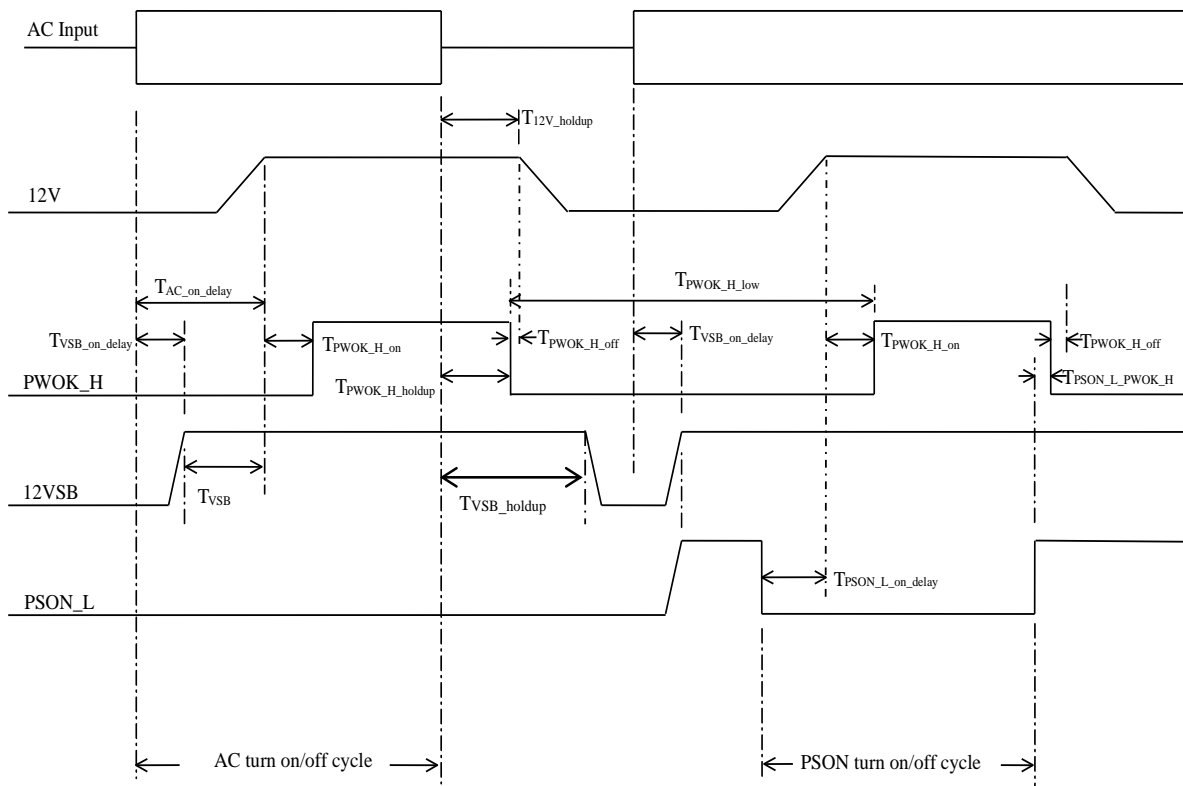 AC Input
T12V_holdup
12V
TAC_on_delay
TPWOK_H_low
TVSB_on_delay
TPWOK_H_on
TPWOK_H_off
TVSB_on_delay
TPWOK_H_on
TPWOK_H_off
PWOK_H
TPWOK_H_holdup
TPSON_L_PWOK_H
12VSB
TVSB
TVSB_holdup
TPSON_L_on_delay
PSON_L
AC turn on/off cycle
PSON turn on/off cycle